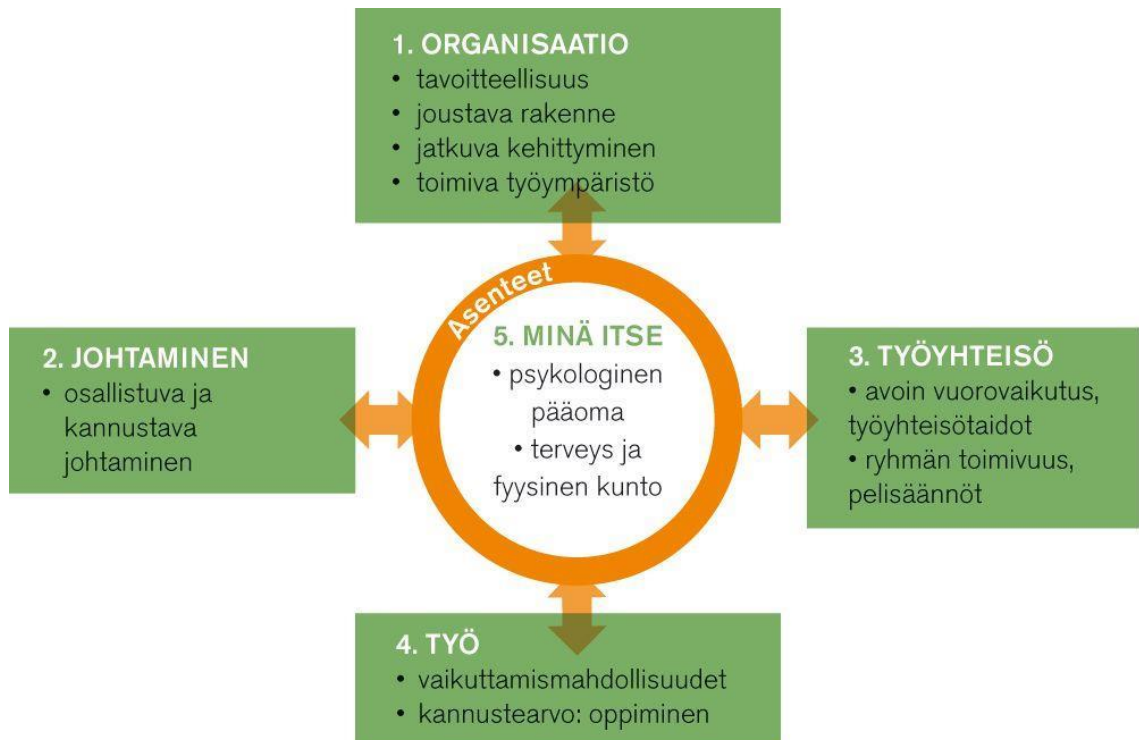 1. ORGANISAATIO
• tavoitteellisuus
• joustava rakenne
• jatkuva kehittyminen
• toimiva työympäristö
Asenteet
2. JOHTAMINEN
• osallistuva ja
kannustava
johtaminen
5. MINÄ ITSE
• psykologinen
pääoma
• terveys ja
fyysinen kunto
3. TYÖYHTEISÖ
• avoin vuorovaikutus,
työyhteisötaidot
• ryhmän toimivuus,
pelisäännöt
4. TYÖ
• vaikuttamismahdollisuudet
• kannustearvo: oppiminen